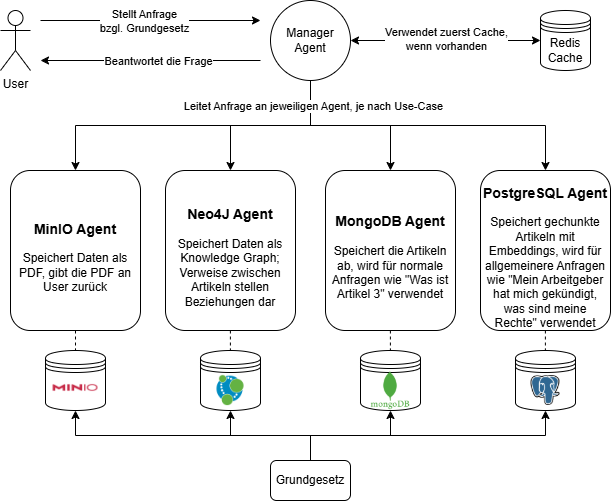 Stellt Anfrage
bzgl. Grundgesetz
Beantwortet die Frage
User
Manager
Agent
Verwendet zuerst Cache,
wenn vorhanden
Redis
Cache
Leitet Anfrage an jeweiligen Agent, je nach Use-Case
MinIO Agent
Speichert Daten als
PDF, gibt die PDF an
User zurück
Neo4J Agent
Speichert Daten als
Knowledge Graph;
Verweise zwischen
Artikeln stellen
Beziehungen dar
MongoDB Agent
Speichert die Artikeln
ab, wird für normale
Anfragen wie "Was ist
Artikel 3" verwendet
PostgreSQL Agent
Speichert gechunkte
Artikeln mit
Embeddings, wird für
allgemeinere Anfragen
wie "Mein Arbeitgeber
hat mich gekündigt,
was sind meine
Rechte" verwendet
MINIO
mongoDB
Grundgesetz